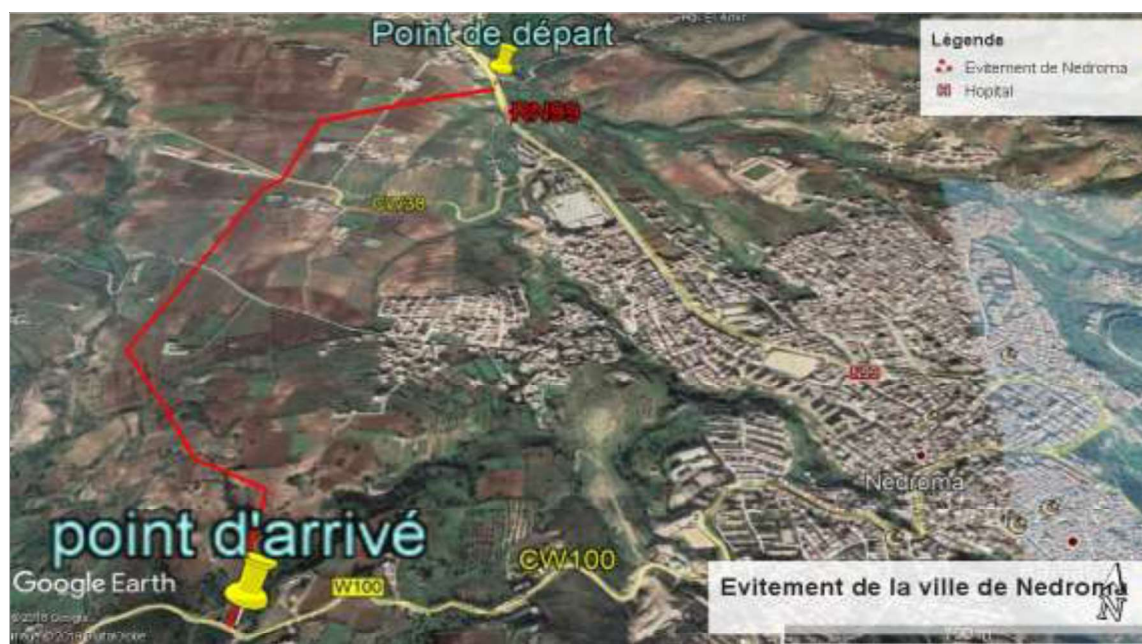 Point de départ
Légende
Evitement de Nedroma
Hopital
RN99
CW38
Nédroma
point d'arrivé
CW100
W100
Google Earth
Evitement de la ville de Nedroma
N